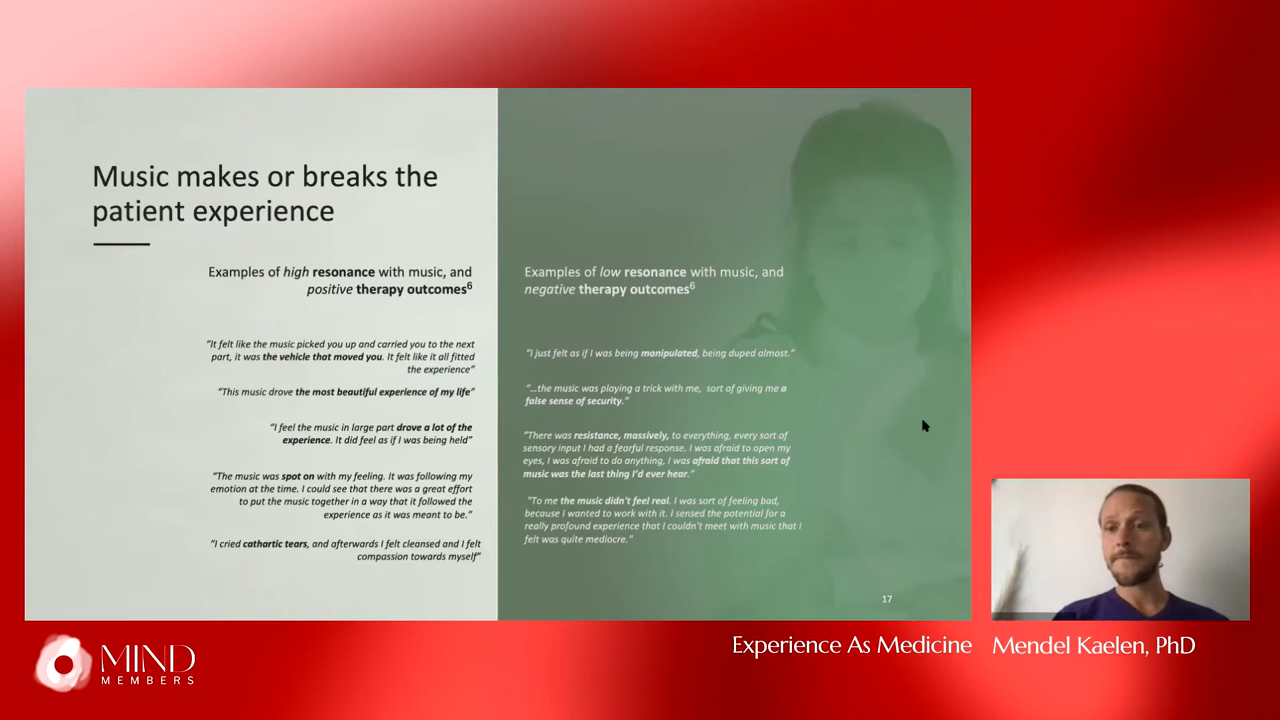 Music makes or breaks the
patient experience
Examples of high resonance with music, and
positive therapy outcomes6
"It felt like the music picked you up and carried you to the next
part, it was the vehicle that moved you. It felt like it all fitted
the experience"
"This music drove the most beautiful experience of my life"
"I feel the music in large part drove a lot of the
experience. It did feel as if I was being held"
"The music was spot on with my feeling. It was following my
emotion at the time. I could see that there was a great effort
to put the music together in a way that it followed the
experience as it was meant to be."
"I cried cathartic tears, and afterwards I felt cleansed and I felt
compassion towards myself"
Examples of low resonance with music, and
negative therapy outcomes6
"I just felt as if I was being manipulated, being duped almost."
"...the music was playing a trick with me, sort of giving me a
false sense of security."
"There was resistance, massively, to everything, every sort of
sensory input I had a fearful response. I was afraid to open my
eyes, I was afraid to do anything, I was afraid that this sort of
music was the last thing I'd ever hear."
"To me the music didn't feel real. I was sort of feeling bad,
because I wanted to work with it. I sensed the potential for a
really profound experience that I couldn't meet with music that I
felt was quite mediocre."
17
Experience As Medicine
Mendel Kaelen, PhD
MIND
MEMBERS